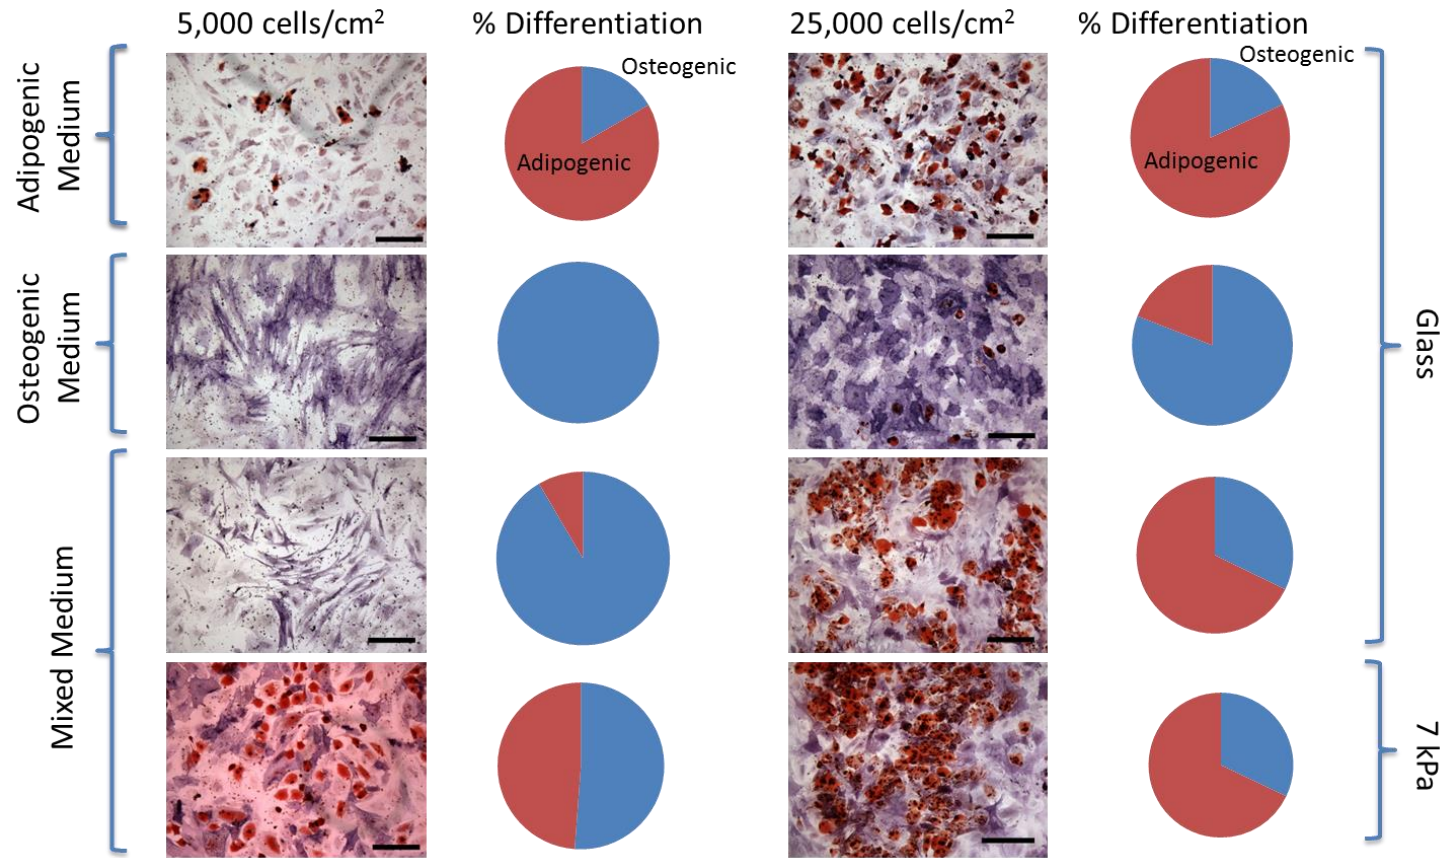 5,000 cells/cm²
% Differentiation
25,000 cells/cm²
% Differentiation
Adipogenic
Medium
Osteogenic
Adipogenic
Osteogenic
Adipogenic
Osteogenic
Medium
Glass
Mixed Medium
7 kPa